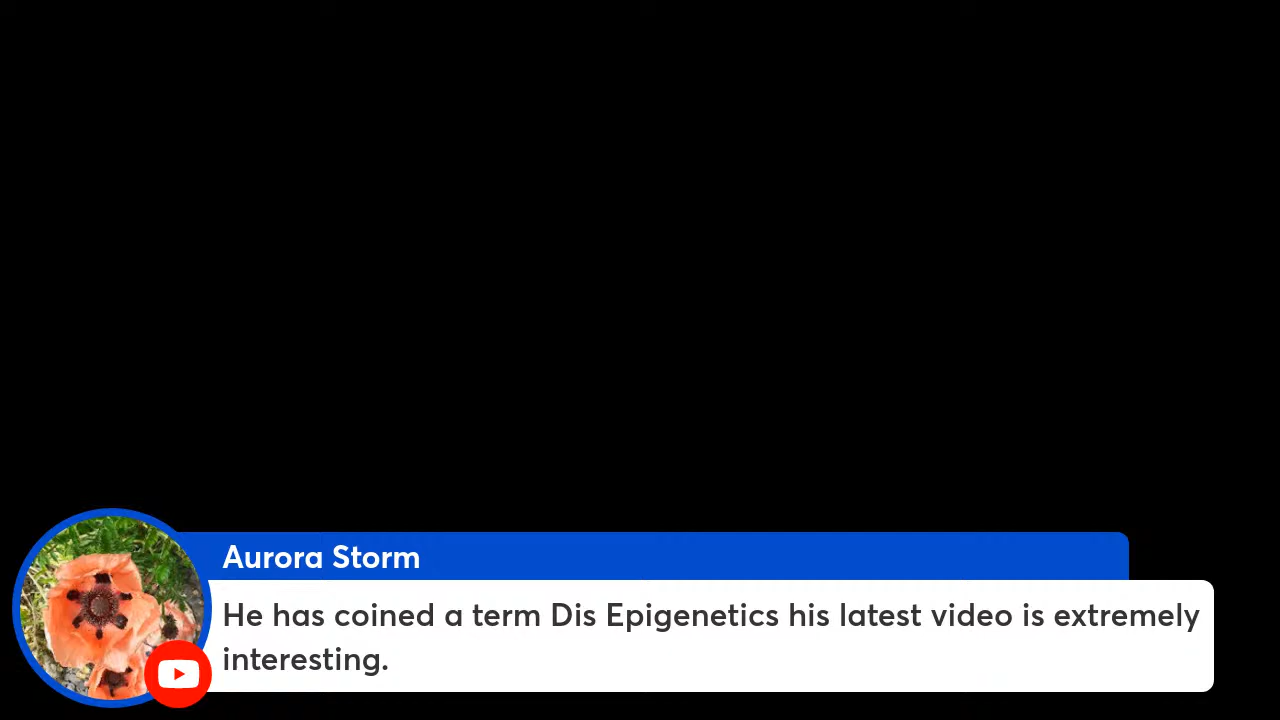 Aurora Storm
He has coined a term Dis Epigenetics his latest video is extremely
interesting.